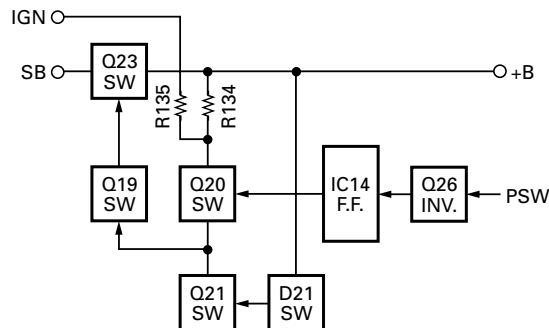 IGN
SB
Q23
SW
+B
R135
R134
Q19
SW
Q20
SW
IC14
F.F.
Q26
INV.
PSW
Q21
SW
D21
SW